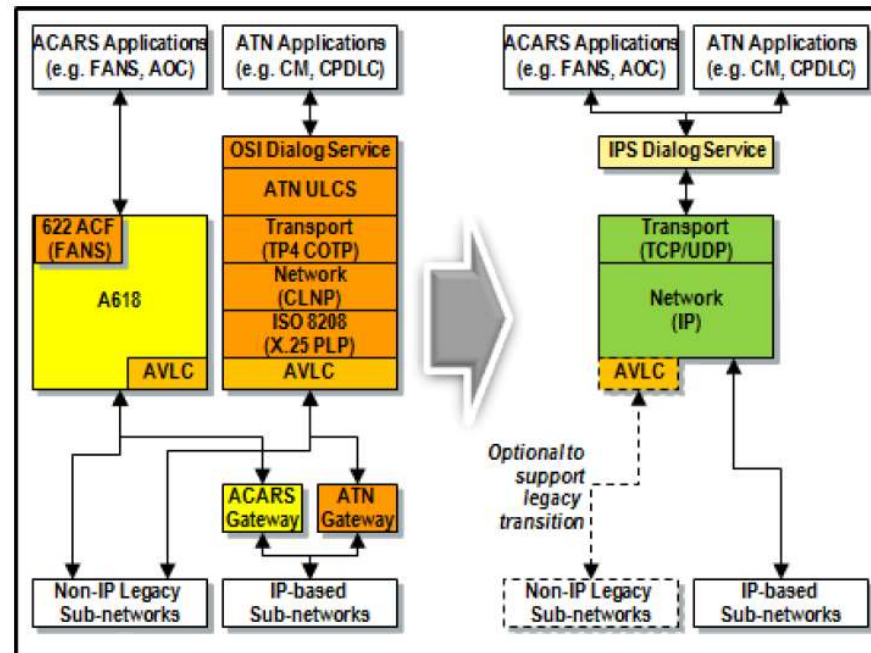 ACARS Applications
(e.g. FANS, AOC)
ATN Applications
(e.g. CM, CPDLC)
OSI Dialog Service
ATN ULCS
622 ACF
(FANS)
A618
AVLC
Transport
(TP4 COTP)
Network
(CLNP)
ISO 8208
(X.25 PLP)
AVLC
ACARS
Gateway
ATN
Gateway
Non-IP Legacy
Sub-networks
IP-based
Sub-networks
ACARS Applications
(e.g. FANS, AOC)
ATN Applications
(e.g. CM, CPDLC)
IPS Dialog Service
Transport
(TCP/UDP)
Network
(IP)
AVLC
Optional to
support
legacy
transition
Non-IP Legacy
Sub-networks
IP-based
Sub-networks